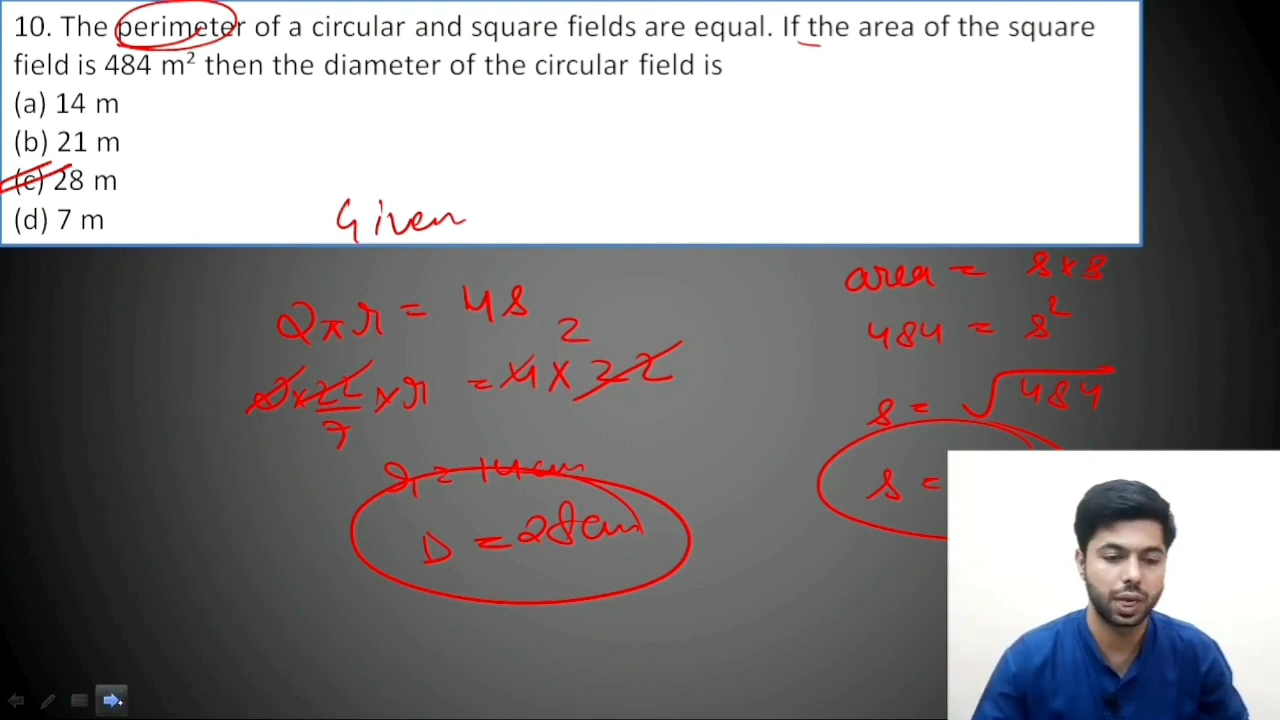 10. The perimeter of a circular and square fields are equal. If the area of the square
field is 484 m² then the diameter of the circular field is
(a) 14 m
(b) 21 m
(c) 28 m
(d) 7 m
Given
2πr = 4s
2
2×22/7 ×r = 4×22
r = 14cm
D = 28cm
area = s×s
484 = s²
s = √484
s =